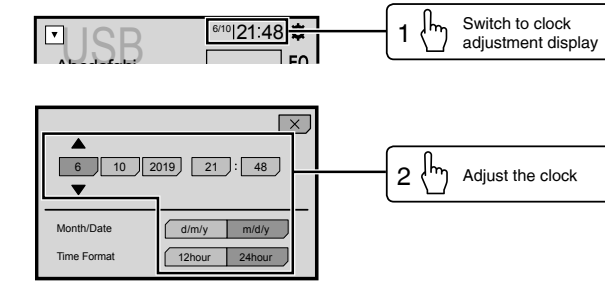 USB
6/10 21:48
1 Switch to clock
adjustment display
6 10 2019 21 : 48
2 Adjust the clock
Month/Date d/m/y m/d/y
Time Format 12hour 24hour